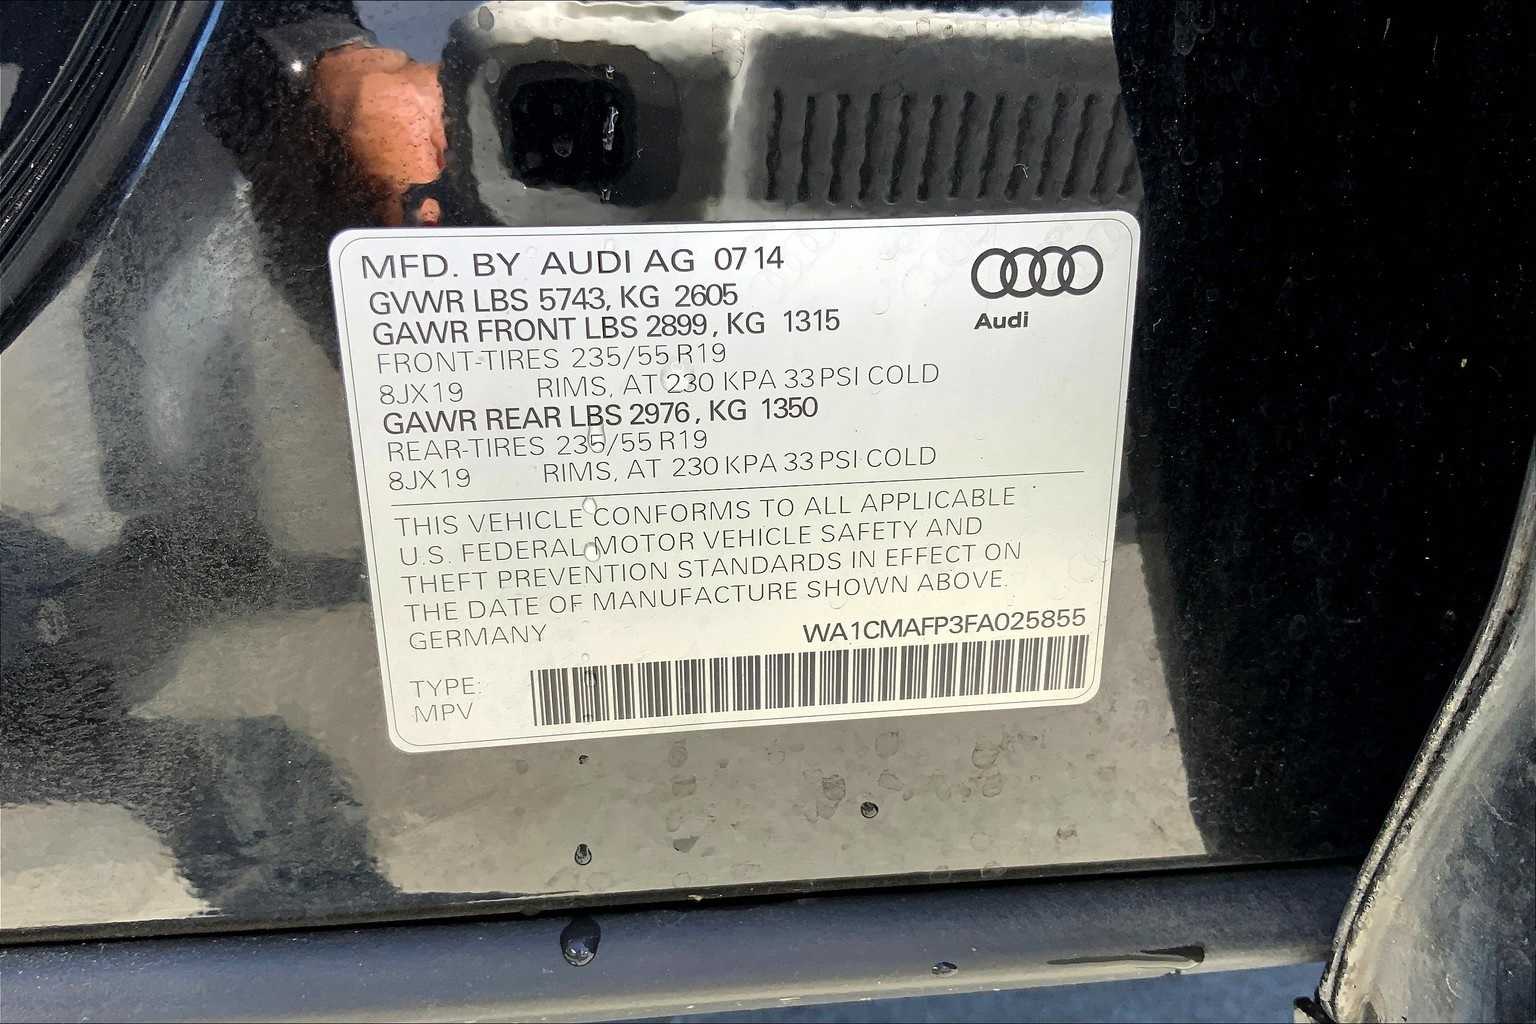 MFD. BY AUDI AG 0714
GVWR LBS 5743, KG 2605
GAWR FRONT LBS 2899, KG 1315
FRONT-TIRES 235/55 R19
8JX19 RIMS, AT 230 KPA 33 PSI COLD
GAWR REAR LBS 2976, KG 1350
REAR-TIRES 235/55 R19
8JX19 RIMS, AT 230 KPA 33 PSI COLD
Audi
THIS VEHICLE CONFORMS TO ALL APPLICABLE
U.S. FEDERAL MOTOR VEHICLE SAFETY AND
THEFT PREVENTION STANDARDS IN EFFECT ON
THE DATE OF MANUFACTURE SHOWN ABOVE.
GERMANY
WA1CMAFP3FA025855
TYPE:
MPV